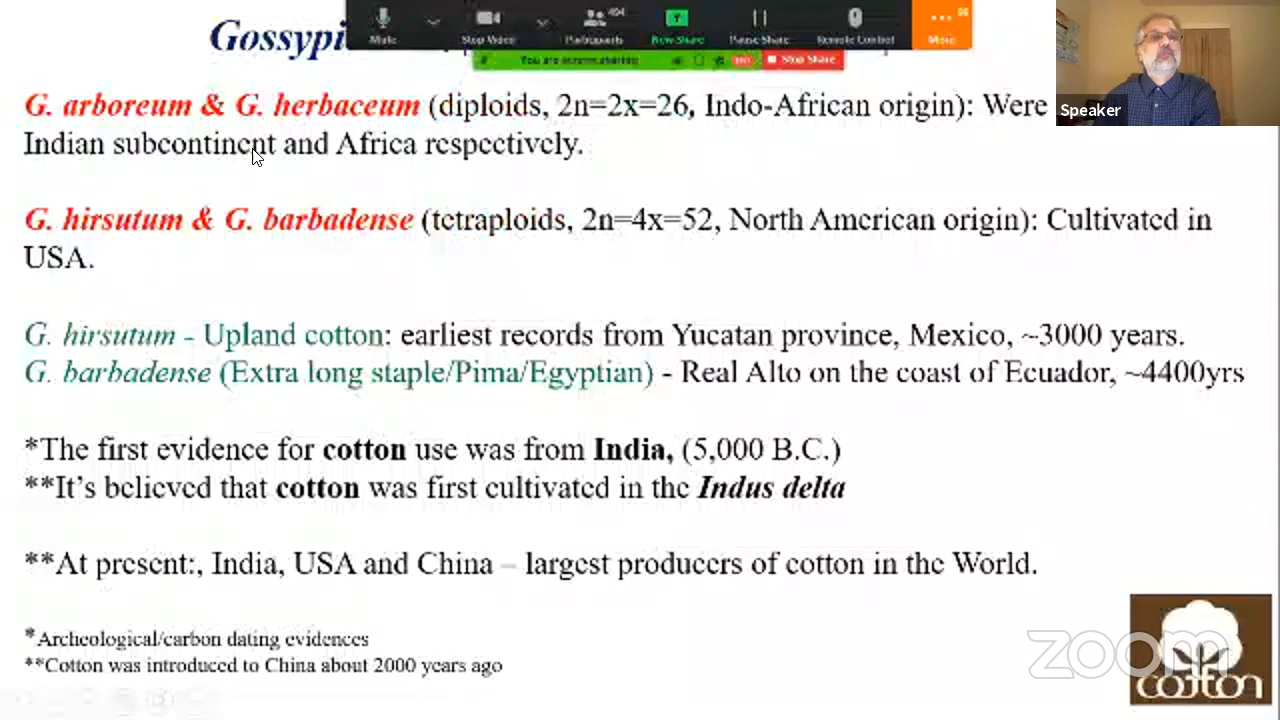 Gossypi
Mute
Stop Video
494
Participants
New Share
Pause Share
Remote Control
More
You are screen sharing
Stop Share
Speaker
G. arboreum & G. herbaceum (diploids, 2n=2x=26, Indo-African origin): Were
Indian subcontinent and Africa respectively.
G. hirsutum & G. barbadense (tetraploids, 2n=4x=52, North American origin): Cultivated in
USA.
G. hirsutum - Upland cotton: earliest records from Yucatan province, Mexico, ~3000 years.
G. barbadense (Extra long staple/Pima/Egyptian) - Real Alto on the coast of Ecuador, ~4400yrs
*The first evidence for cotton use was from India, (5,000 B.C.)
**It's believed that cotton was first cultivated in the Indus delta
**At present:, India, USA and China – largest producers of cotton in the World.
*Archeological/carbon dating evidences
**Cotton was introduced to China about 2000 years ago
zoom
cotton